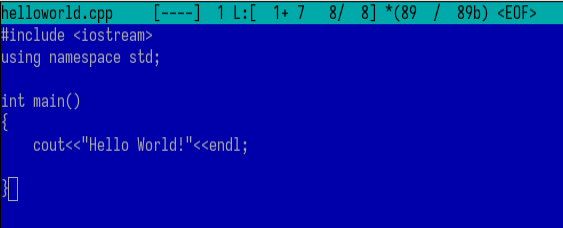 helloworld.cpp [----] 1 L:[ 1+ 7 8/ 8] *(89 / 89b) <EOF>
#include <iostream>
using namespace std;

int main()
{
    cout<<"Hello World!"<<endl;

}